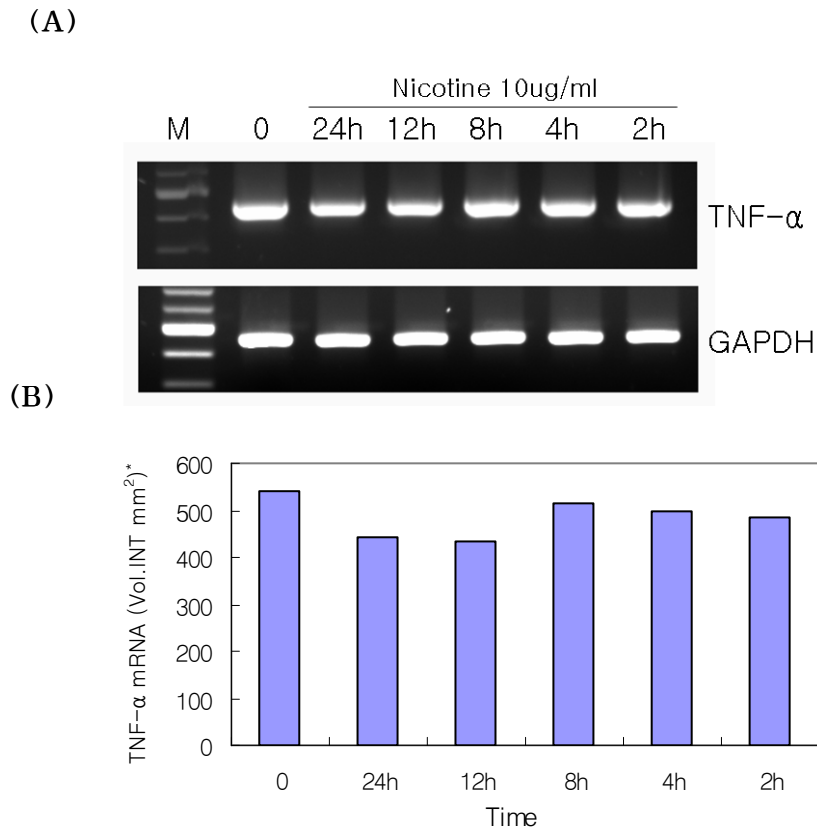 (A)
Nicotine 10ug/ml
M 0 24h 12h 8h 4h 2h
TNF-α
GAPDH
(B)
600
500
400
300
200
100
0
TNF-α mRNA (Vol.INT mm²)*
0 24h 12h 8h 4h 2h
Time